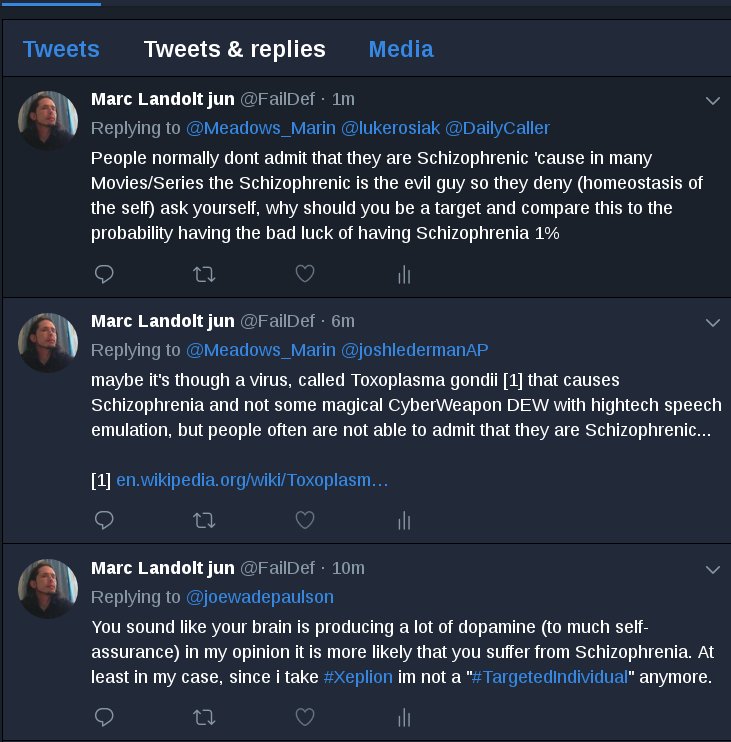 Tweets Tweets & replies Media
Marc Landolt jun @FailDef · 1m
Replying to @Meadows_Marin @lukerosiak @DailyCaller
People normally dont admit that they are Schizophrenic 'cause in many
Movies/Series the Schizophrenic is the evil guy so they deny (homeostasis of
the self) ask yourself, why should you be a target and compare this to the
probability having the bad luck of having Schizophrenia 1%
Marc Landolt jun @FailDef · 6m
Replying to @Meadows_Marin @joshledermanAP
maybe it's though a virus, called Toxoplasma gondii [1] that causes
Schizophrenia and not some magical CyberWeapon DEW with hightech speech
emulation, but people often are not able to admit that they are Schizophrenic...
[1] en.wikipedia.org/wiki/Toxoplasm…
Marc Landolt jun @FailDef · 10m
Replying to @joewadepaulson
You sound like your brain is producing a lot of dopamine (to much self-
assurance) in my opinion it is more likely that you suffer from Schizophrenia. At
least in my case, since i take #Xeplion im not a "#TargetedIndividual" anymore.